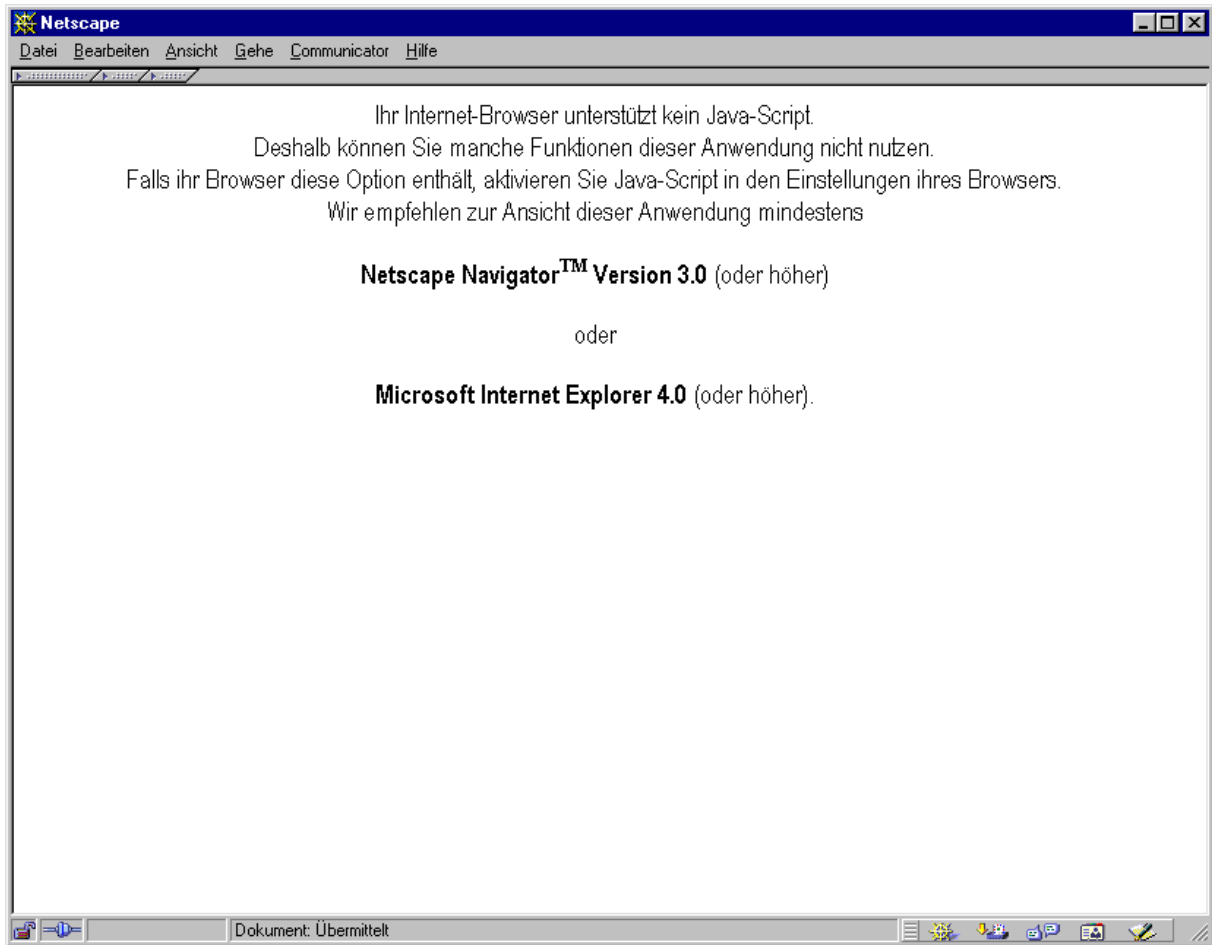 Netscape
Datei Bearbeiten Ansicht Gehe Communicator Hilfe
Ihr Internet-Browser unterstützt kein Java-Script.
Deshalb können Sie manche Funktionen dieser Anwendung nicht nutzen.
Falls ihr Browser diese Option enthält, aktivieren Sie Java-Script in den Einstellungen ihres Browsers.
Wir empfehlen zur Ansicht dieser Anwendung mindestens
Netscape Navigator™ Version 3.0 (oder höher)
oder
Microsoft Internet Explorer 4.0 (oder höher).
Dokument: Übermittelt